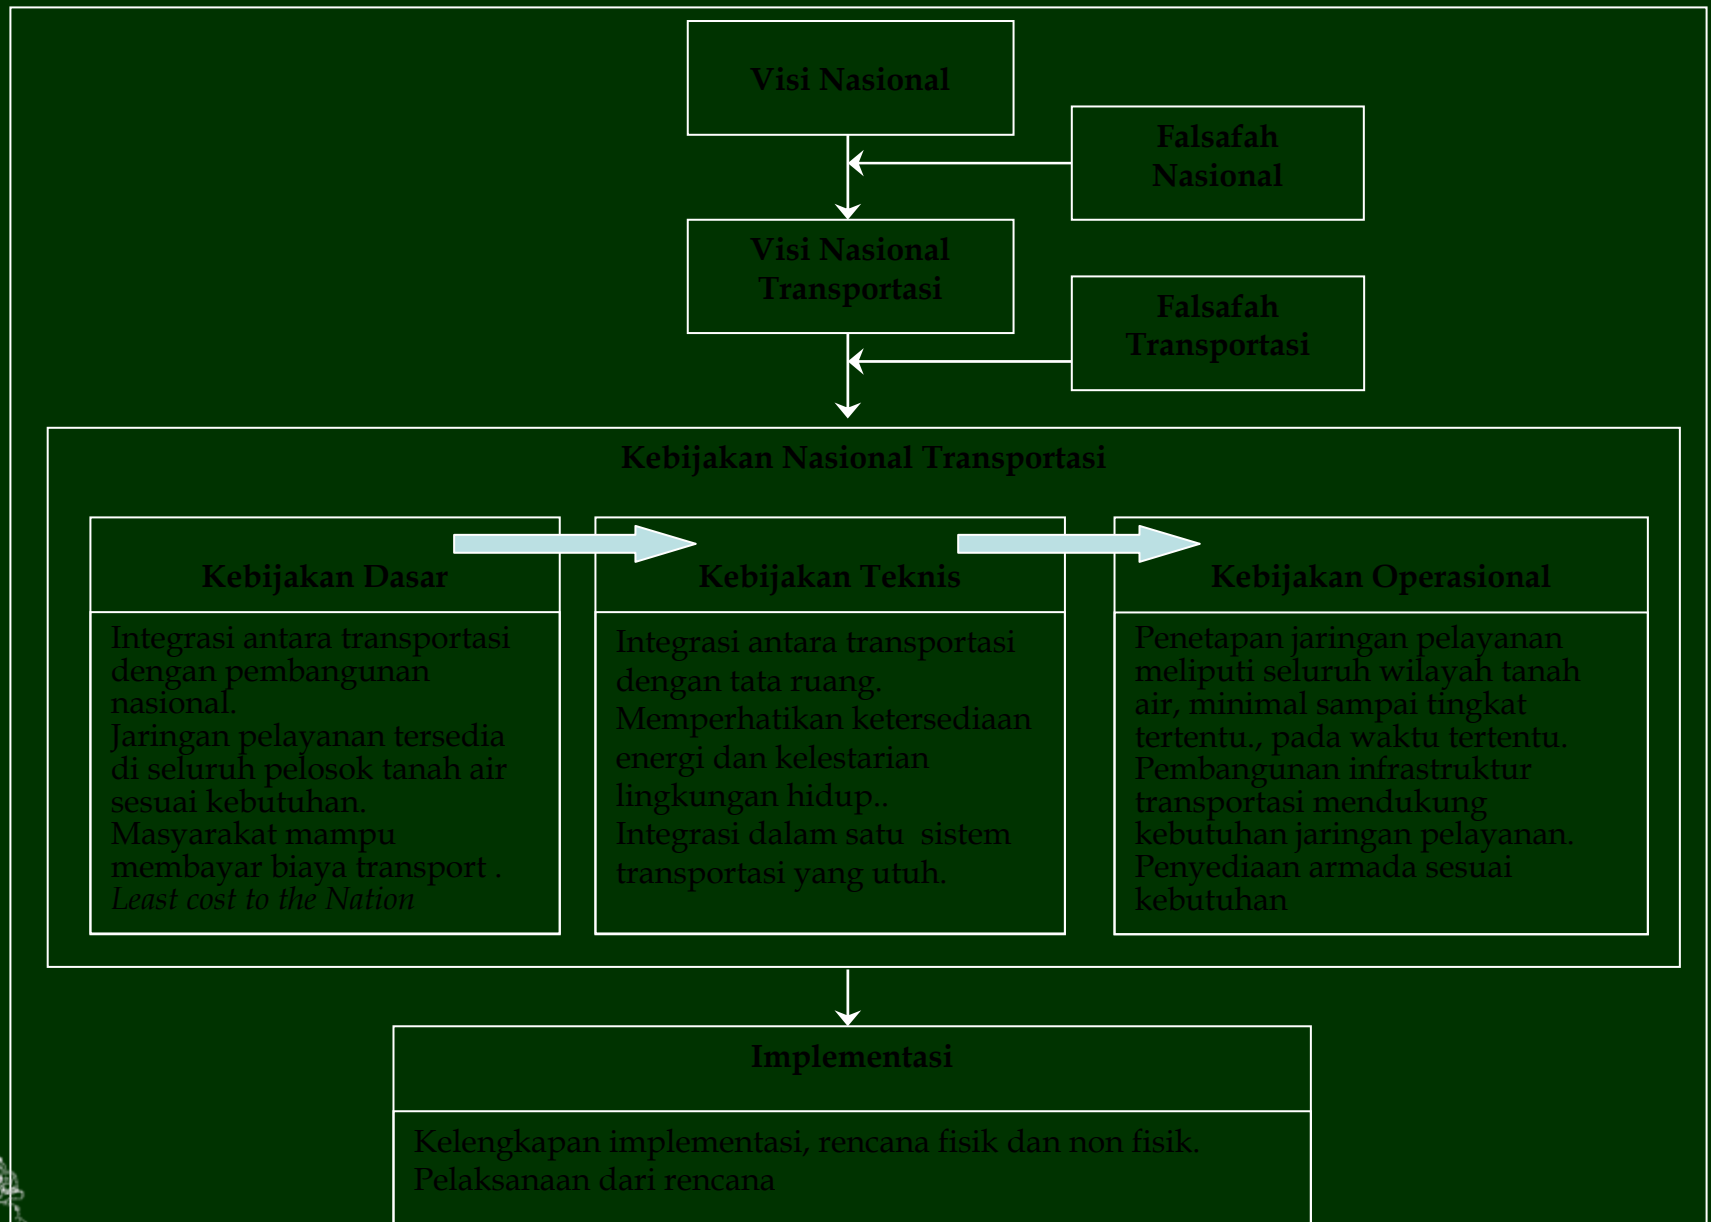 Visi Nasional
Falsafah
Nasional
Visi Nasional
Transportasi
Falsafah
Transportasi
Kebijakan Nasional Transportasi
Kebijakan Dasar
Integrasi antara transportasi
dengan pembangunan
nasional.
Jaringan pelayanan tersedia
di seluruh pelosok tanah air
sesuai kebutuhan.
Masyarakat mampu
membayar biaya transport .
Least cost to the Nation
Kebijakan Teknis
Integrasi antara transportasi
dengan tata ruang.
Memperhatikan ketersediaan
energi dan kelestarian
lingkungan hidup..
Integrasi dalam satu  sistem
transportasi yang utuh.
Kebijakan Operasional
Penetapan jaringan pelayanan
meliputi seluruh wilayah tanah
air, minimal sampai tingkat
tertentu., pada waktu tertentu.
Pembangunan infrastruktur
transportasi mendukung
kebutuhan jaringan pelayanan.
Penyediaan armada sesuai
kebutuhan
Implementasi
Kelengkapan implementasi, rencana fisik dan non fisik.
Pelaksanaan dari rencana